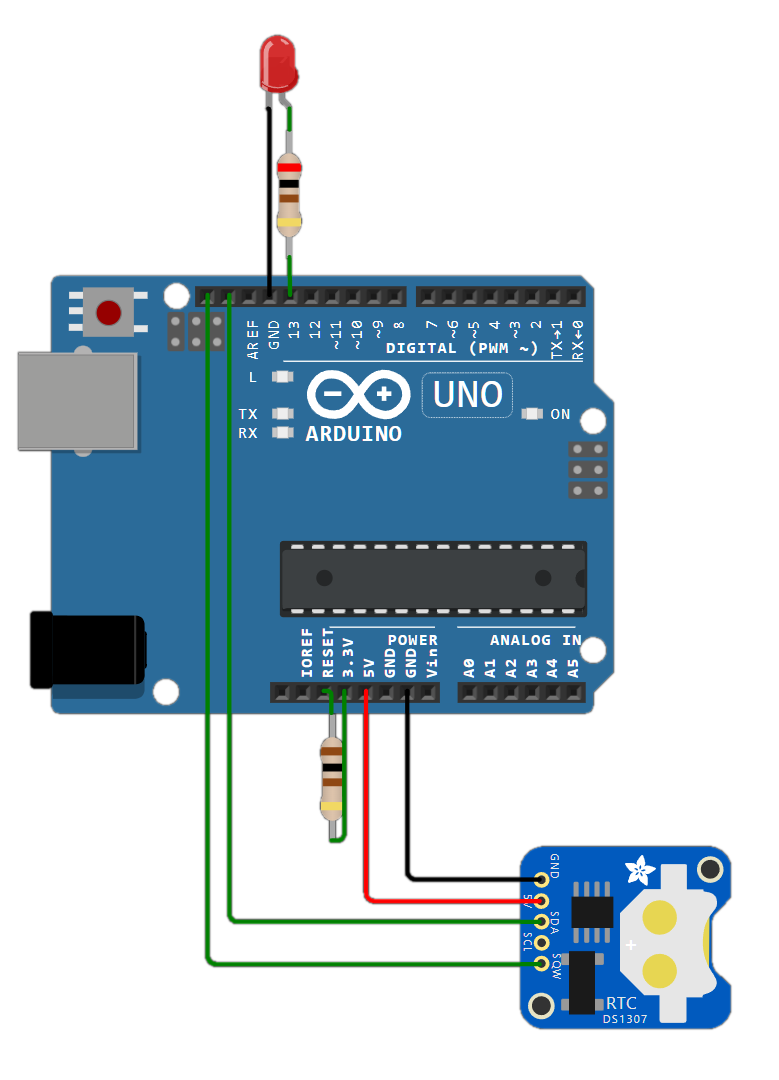 AREF
GND
13
12
~11
~10
~9
8
7
~6
~5
4
~3
2
TX→1
RX←0
DIGITAL (PWM ~)
L
TX
RX
UNO
ON
ARDUINO
IOREF
RESET
3.3V
5V
GND
GND
Vin
POWER
ANALOG IN
A0
A1
A2
A3
A4
A5
GND
5V
SDA
SCL
SQW
+
RTC
DS1307